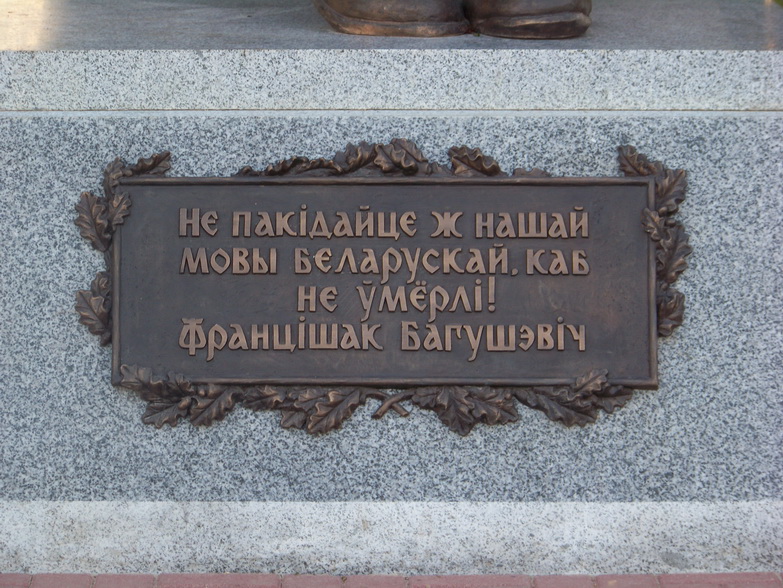 Не пакідайце ж нашай
мовы беларускай, каб
не ўмёрлі!
Францішак Багушэвіч